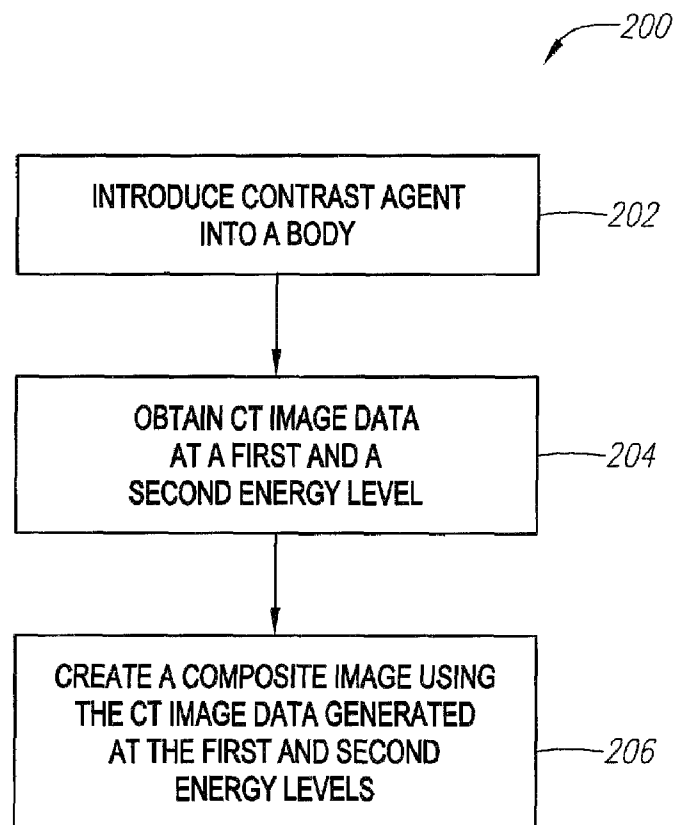 200
INTRODUCE CONTRAST AGENT
INTO A BODY
202
OBTAIN CT IMAGE DATA
AT A FIRST AND A
SECOND ENERGY LEVEL
204
CREATE A COMPOSITE IMAGE USING
THE CT IMAGE DATA GENERATED
AT THE FIRST AND SECOND
ENERGY LEVELS
206